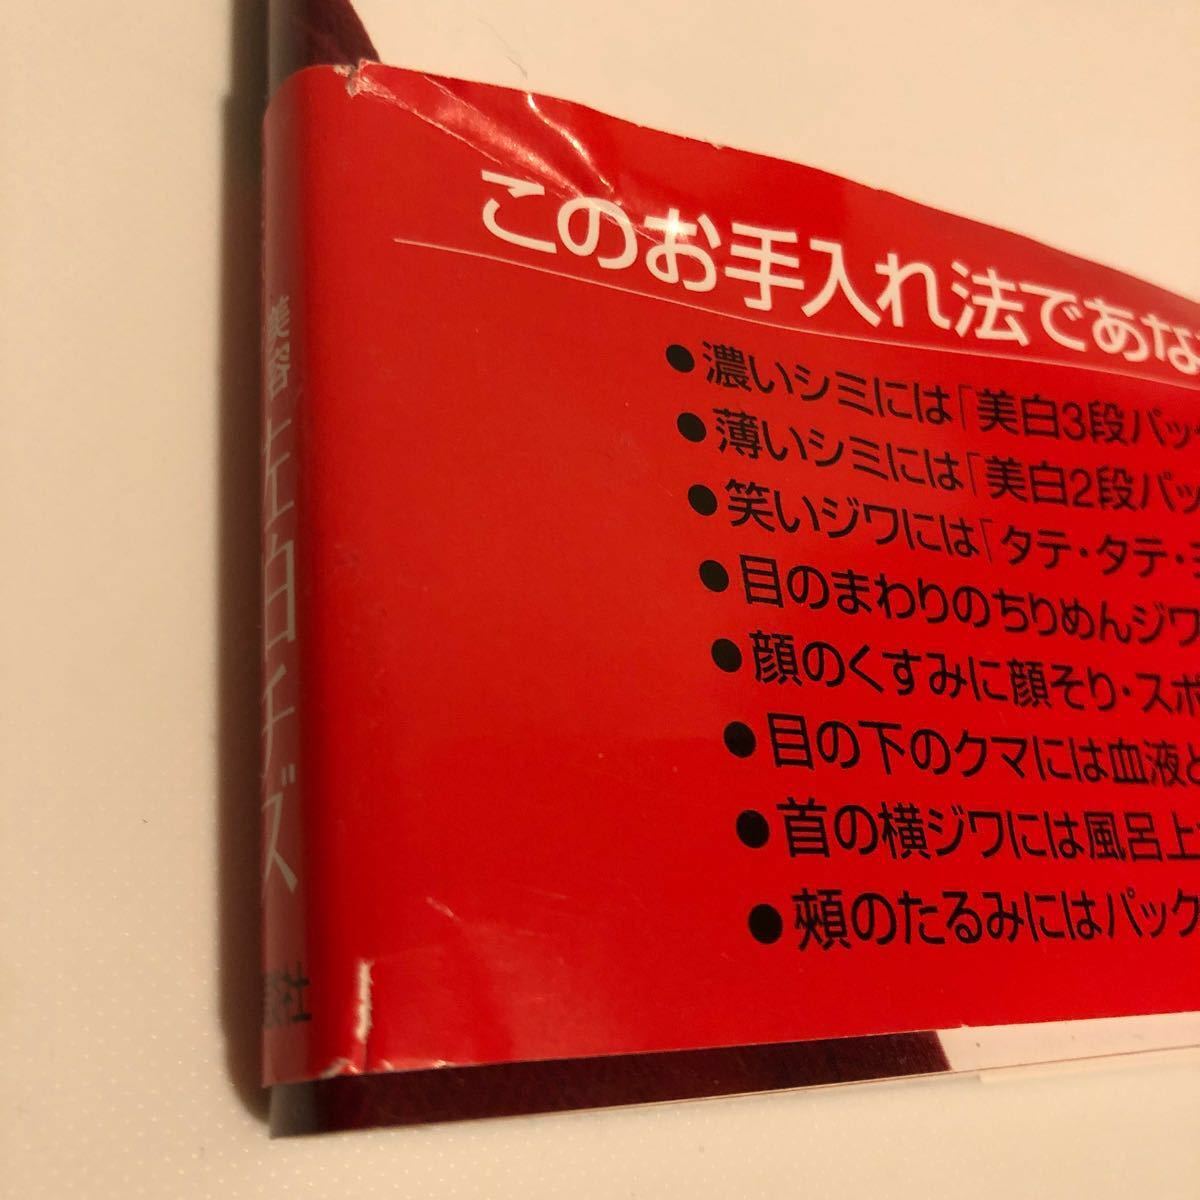 このお手入れ法であな
●濃いシミには「美白3段パック
●薄いシミには「美白2段パッ
●笑いジワには「タテ・タテ・
●目のまわりのちりめんジワ
●顔のくすみに顔そり・スポ
●目の下のクマには血液と
●首の横ジワには風呂上
●頰のたるみにはパック
佐伯チズ
社